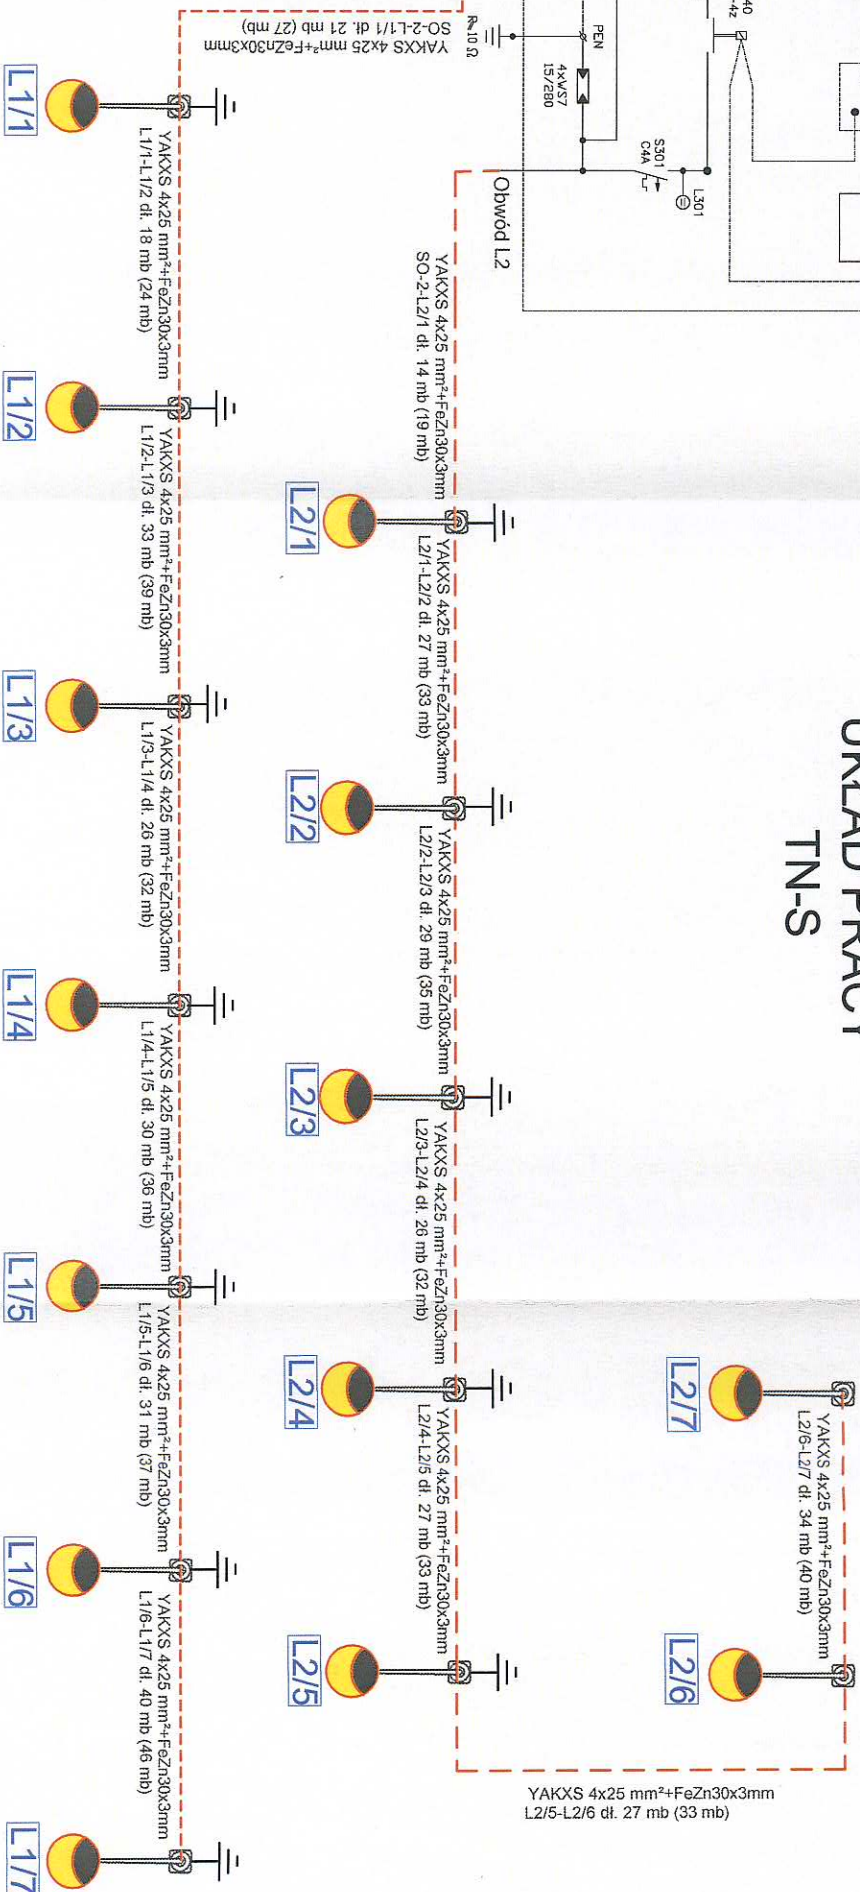 UKŁAD PRACY
TN-S
40
-4z
PEN
4xWS7
15/280
S301
C4A
L301
R≤10 Ω
Obwód L2
YAKXS 4x25 mm²+FeZn30x3mm
SO-2-L1/1 dł. 21 mb (27 mb)
YAKXS 4x25 mm²+FeZn30x3mm
SO-2-L2/1 dł. 14 mb (19 mb)
L2/1
YAKXS 4x25 mm²+FeZn30x3mm
L2/1-L2/2 dł. 27 mb (33 mb)
L2/2
YAKXS 4x25 mm²+FeZn30x3mm
L2/2-L2/3 dł. 29 mb (35 mb)
L2/3
YAKXS 4x25 mm²+FeZn30x3mm
L2/3-L2/4 dł. 26 mb (32 mb)
L2/4
YAKXS 4x25 mm²+FeZn30x3mm
L2/4-L2/5 dł. 27 mb (33 mb)
L2/5
YAKXS 4x25 mm²+FeZn30x3mm
L2/5-L2/6 dł. 27 mb (33 mb)
L2/6
YAKXS 4x25 mm²+FeZn30x3mm
L2/6-L2/7 dł. 34 mb (40 mb)
L2/7
L1/1
YAKXS 4x25 mm²+FeZn30x3mm
L1/1-L1/2 dł. 18 mb (24 mb)
L1/2
YAKXS 4x25 mm²+FeZn30x3mm
L1/2-L1/3 dł. 33 mb (39 mb)
L1/3
YAKXS 4x25 mm²+FeZn30x3mm
L1/3-L1/4 dł. 26 mb (32 mb)
L1/4
YAKXS 4x25 mm²+FeZn30x3mm
L1/4-L1/5 dł. 30 mb (36 mb)
L1/5
YAKXS 4x25 mm²+FeZn30x3mm
L1/5-L1/6 dł. 31 mb (37 mb)
L1/6
YAKXS 4x25 mm²+FeZn30x3mm
L1/6-L1/7 dł. 40 mb (46 mb)
L1/7